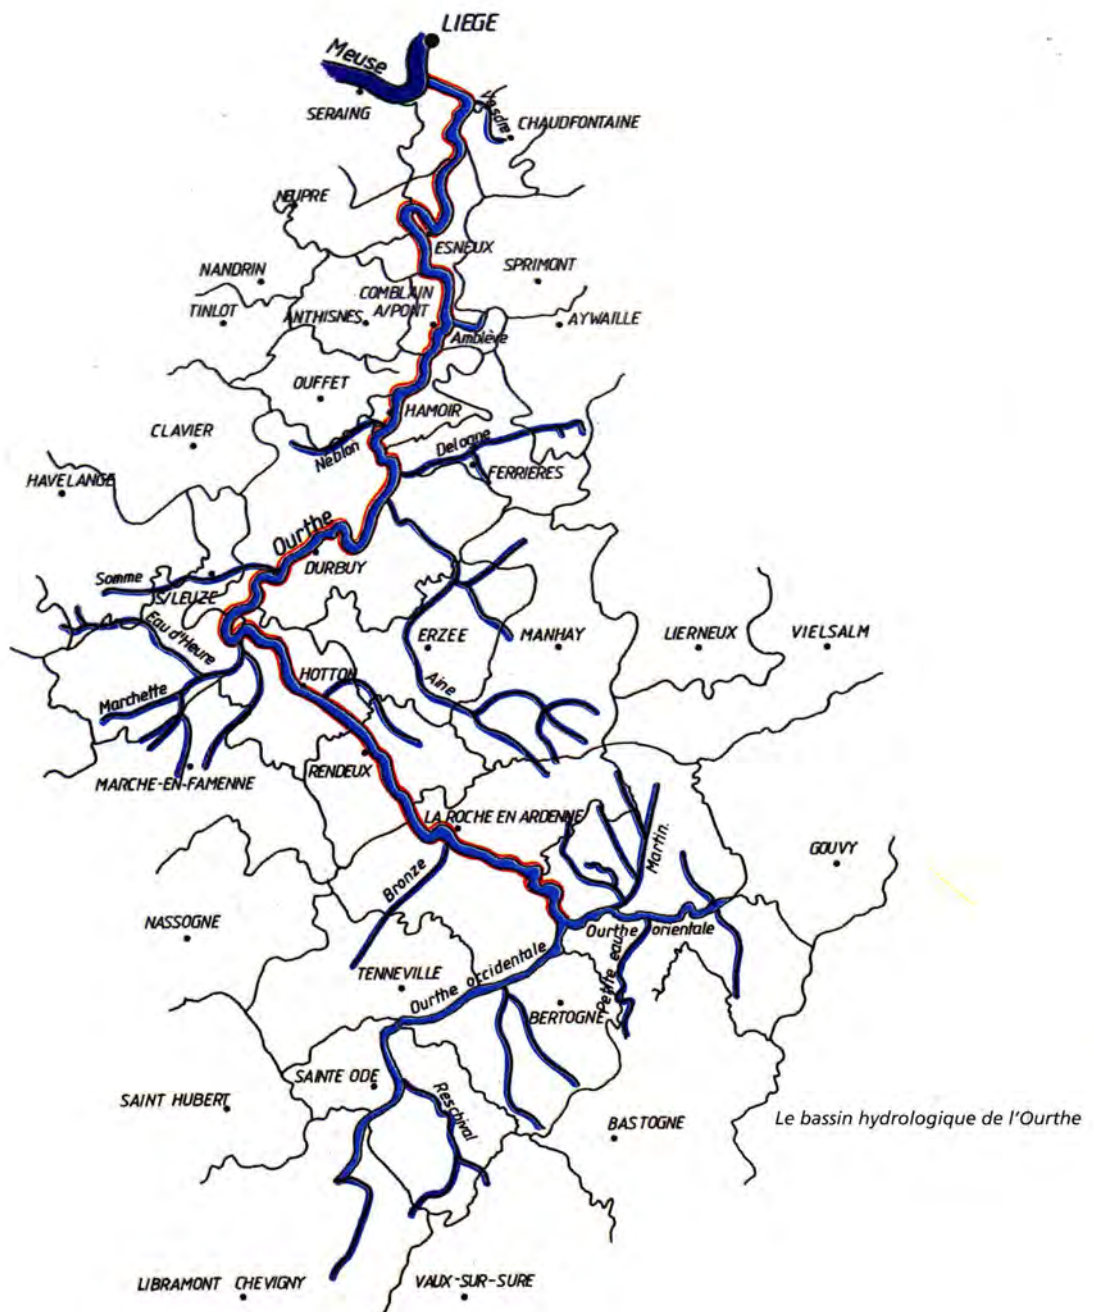 LIEGE
Meuse
SERAING
Vesdre
CHAUDFONTAINE
NEUPRE
ESNEUX
SPRIMONT
NANDRIN
COMBLAIN
A/PONT
TINLOT
ANTHISNES
AYWAILLE
Amblève
OUFFET
HAMOIR
CLAVIER
Néblon
Delogne
FERRIERES
HAVELANGE
Ourthe
DURBUY
Somme
S/LEUZE
Eau d'Heure
ERZEE
MANHAY
LIERNEUX
VIELSALM
HOTTON
Aine
Marchette
RENDEUX
MARCHE-EN-FAMENNE
LA ROCHE EN ARDENNE
Martin.
GOUVY
Bronze
NASSOGNE
Ourthe orientale
Petite eau
TENNEVILLE
Ourthe occidentale
BERTOGNE
SAINTE ODE
SAINT HUBERT
Reschival
BASTOGNE
Le bassin hydrologique de l'Ourthe
LIBRAMONT CHEVIGNY
VAUX-SUR-SURE